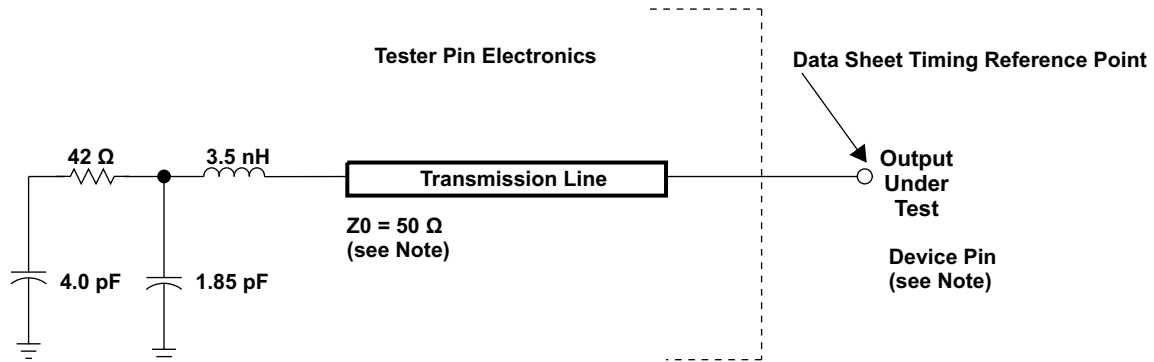 Tester Pin Electronics
Data Sheet Timing Reference Point
42 Ω
3.5 nH
Transmission Line
Output
Under
Test
Z0 = 50 Ω
(see Note)
Device Pin
(see Note)
4.0 pF
1.85 pF